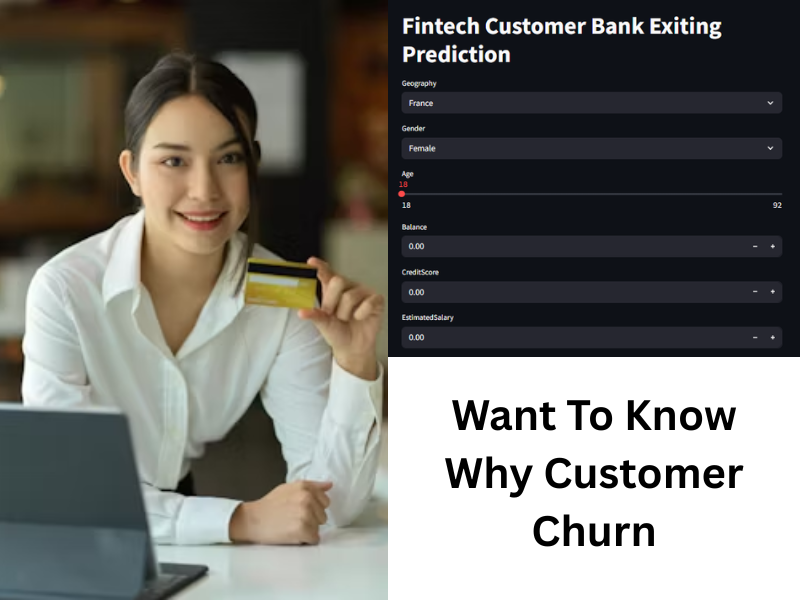 Fintech Customer Bank Exiting
Prediction
Geography
France
Gender
Female
Age
18
18 92
Balance
0.00 − +
CreditScore
0.00 − +
EstimatedSalary
0.00 − +
Want To Know
Why Customer
Churn